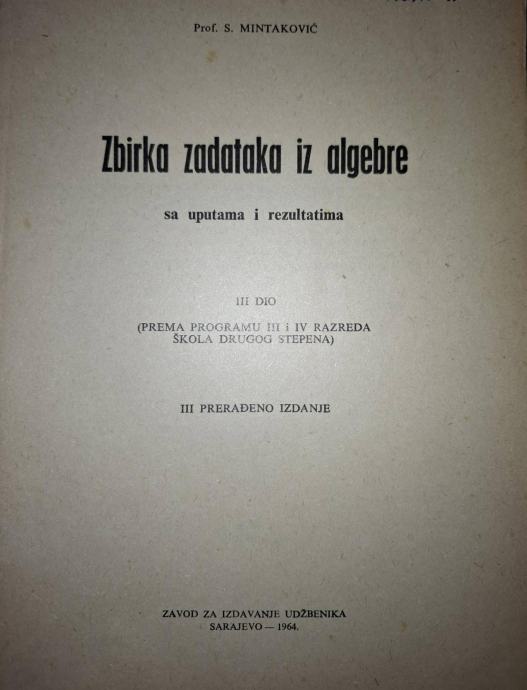 Prof. S. MINTAKOVIĆ
Zbirka zadataka iz algebre
sa uputama i rezultatima
III DIO
(PREMA PROGRAMU III i IV RAZREDA
ŠKOLA DRUGOG STEPENA)
III PRERAĐENO IZDANJE
ZAVOD ZA IZDAVANJE UDŽBENIKA
SARAJEVO — 1964.